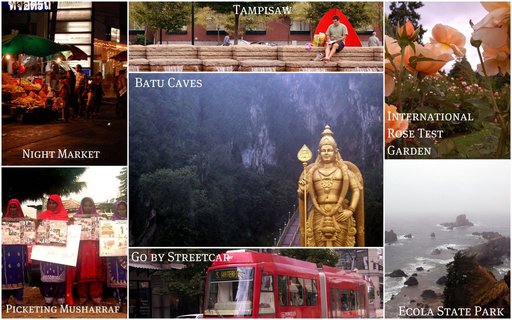 TAMPISAW
NIGHT MARKET
BATU CAVES
INTERNATIONAL
ROSE TEST
GARDEN
PICKETING MUSHARRAF
GO BY STREETCAR
ECOLA STATE PARK